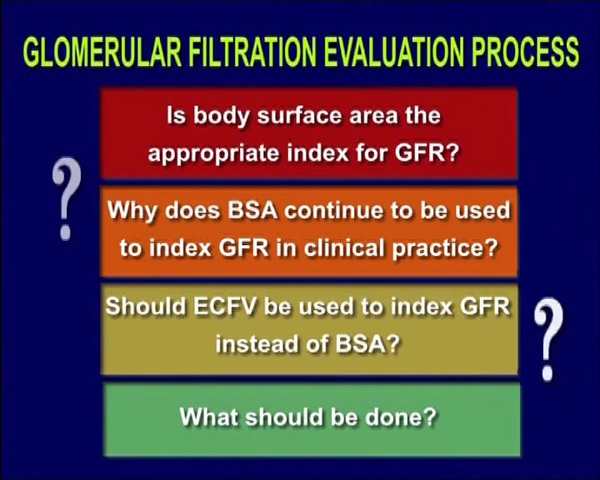 GLOMERULAR FILTRATION EVALUATION PROCESS
Is body surface area the
appropriate index for GFR?
?
Why does BSA continue to be used
to index GFR in clinical practice?
Should ECFV be used to index GFR
instead of BSA?
?
What should be done?